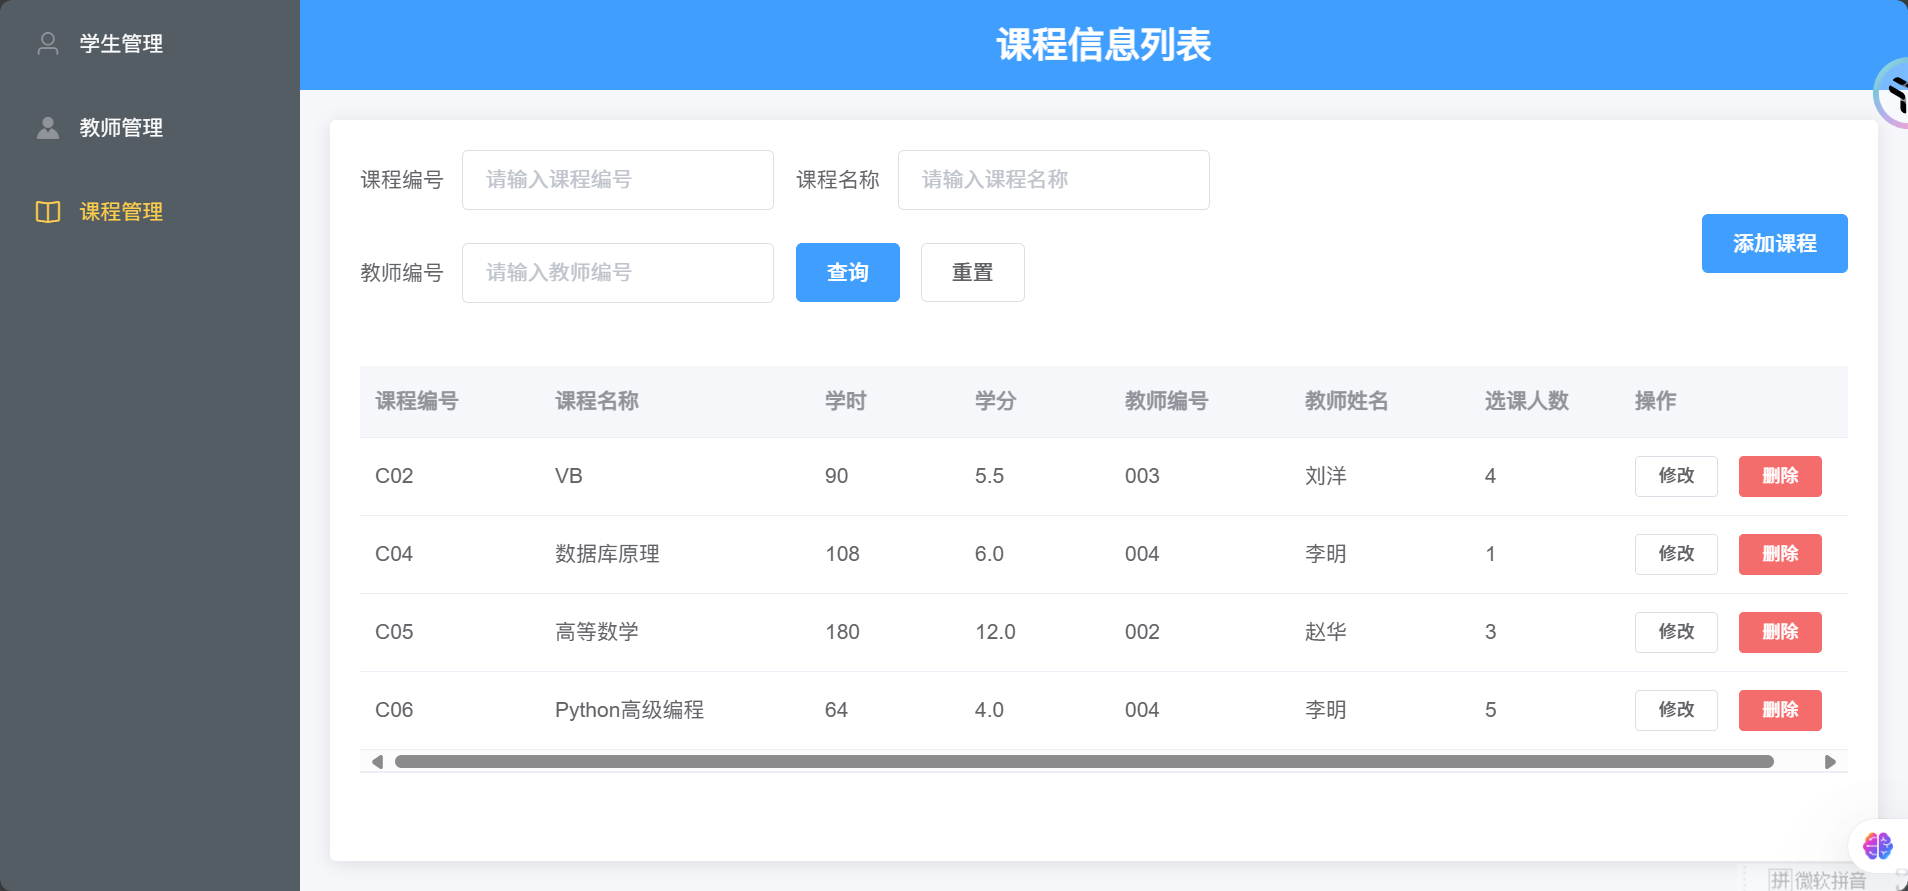 学生管理
教师管理
课程管理
课程信息列表
课程编号 请输入课程编号 课程名称 请输入课程名称
教师编号 请输入教师编号 查询 重置
添加课程
课程编号 课程名称 学时 学分 教师编号 教师姓名 选课人数 操作
C02 VB 90 5.5 003 刘洋 4 修改 删除
C04 数据库原理 108 6.0 004 李明 1 修改 删除
C05 高等数学 180 12.0 002 赵华 3 修改 删除
C06 Python高级编程 64 4.0 004 李明 5 修改 删除
拼 微软拼音